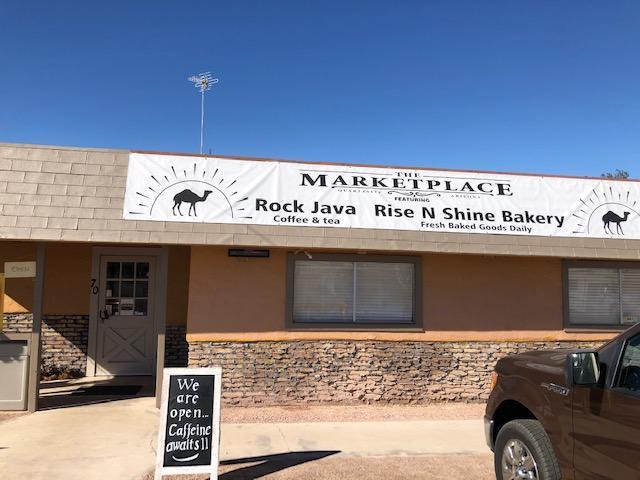 THE
MARKETPLACE
QUARTZSITE ARIZONA
FEATURING
Rock Java
Coffee & tea
Rise N Shine Bakery
Fresh Baked Goods Daily
70
We are
open...
Caffeine
awaits!!